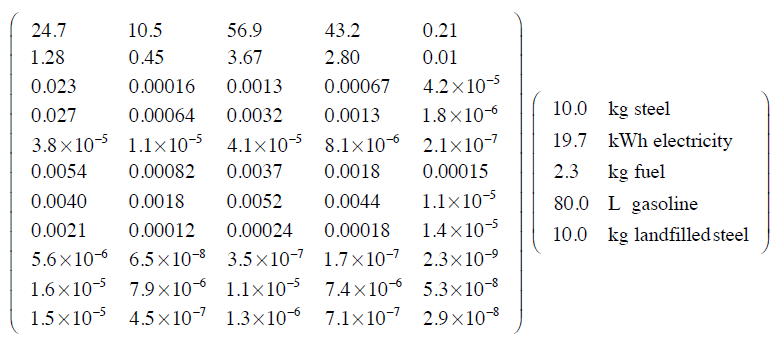 24.7 10.5 56.9 43.2 0.21
1.28 0.45 3.67 2.80 0.01
0.023 0.00016 0.0013 0.00067 4.2×10⁻⁵
0.027 0.00064 0.0032 0.0013 1.8×10⁻⁶
3.8×10⁻⁵ 1.1×10⁻⁵ 4.1×10⁻⁵ 8.1×10⁻⁶ 2.1×10⁻⁷
0.0054 0.00082 0.0037 0.0018 0.00015
0.0040 0.0018 0.0052 0.0044 1.1×10⁻⁵
0.0021 0.00012 0.00024 0.00018 1.4×10⁻⁵
5.6×10⁻⁶ 6.5×10⁻⁸ 3.5×10⁻⁷ 1.7×10⁻⁷ 2.3×10⁻⁹
1.6×10⁻⁵ 7.9×10⁻⁶ 1.1×10⁻⁵ 7.4×10⁻⁶ 5.3×10⁻⁸
1.5×10⁻⁵ 4.5×10⁻⁷ 1.3×10⁻⁶ 7.1×10⁻⁷ 2.9×10⁻⁸
10.0 kg steel
19.7 kWh electricity
2.3 kg fuel
80.0 L gasoline
10.0 kg landfilled steel